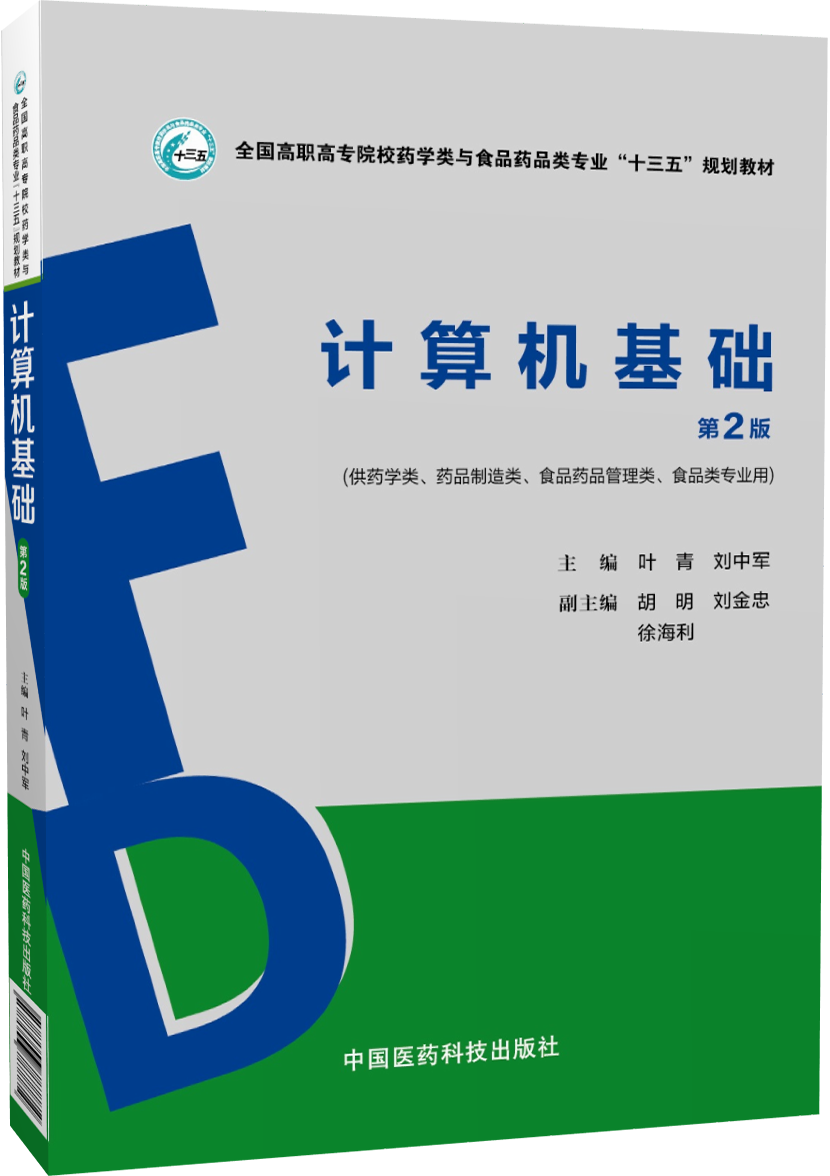 十三五
全国高职高专院校药学类与食品药品类专业“十三五”规划教材
计算机基础
第2版
(供药学类、药品制造类、食品药品管理类、食品类专业用)
主 编 叶 青 刘中军
副主编 胡 明 刘金忠
徐海利
中国医药科技出版社
全国高职高专院校药学类与
食品药品类专业“十三五”规划教材
计算机基础
第2版
主编 叶 青 刘中军
中国医药科技出版社